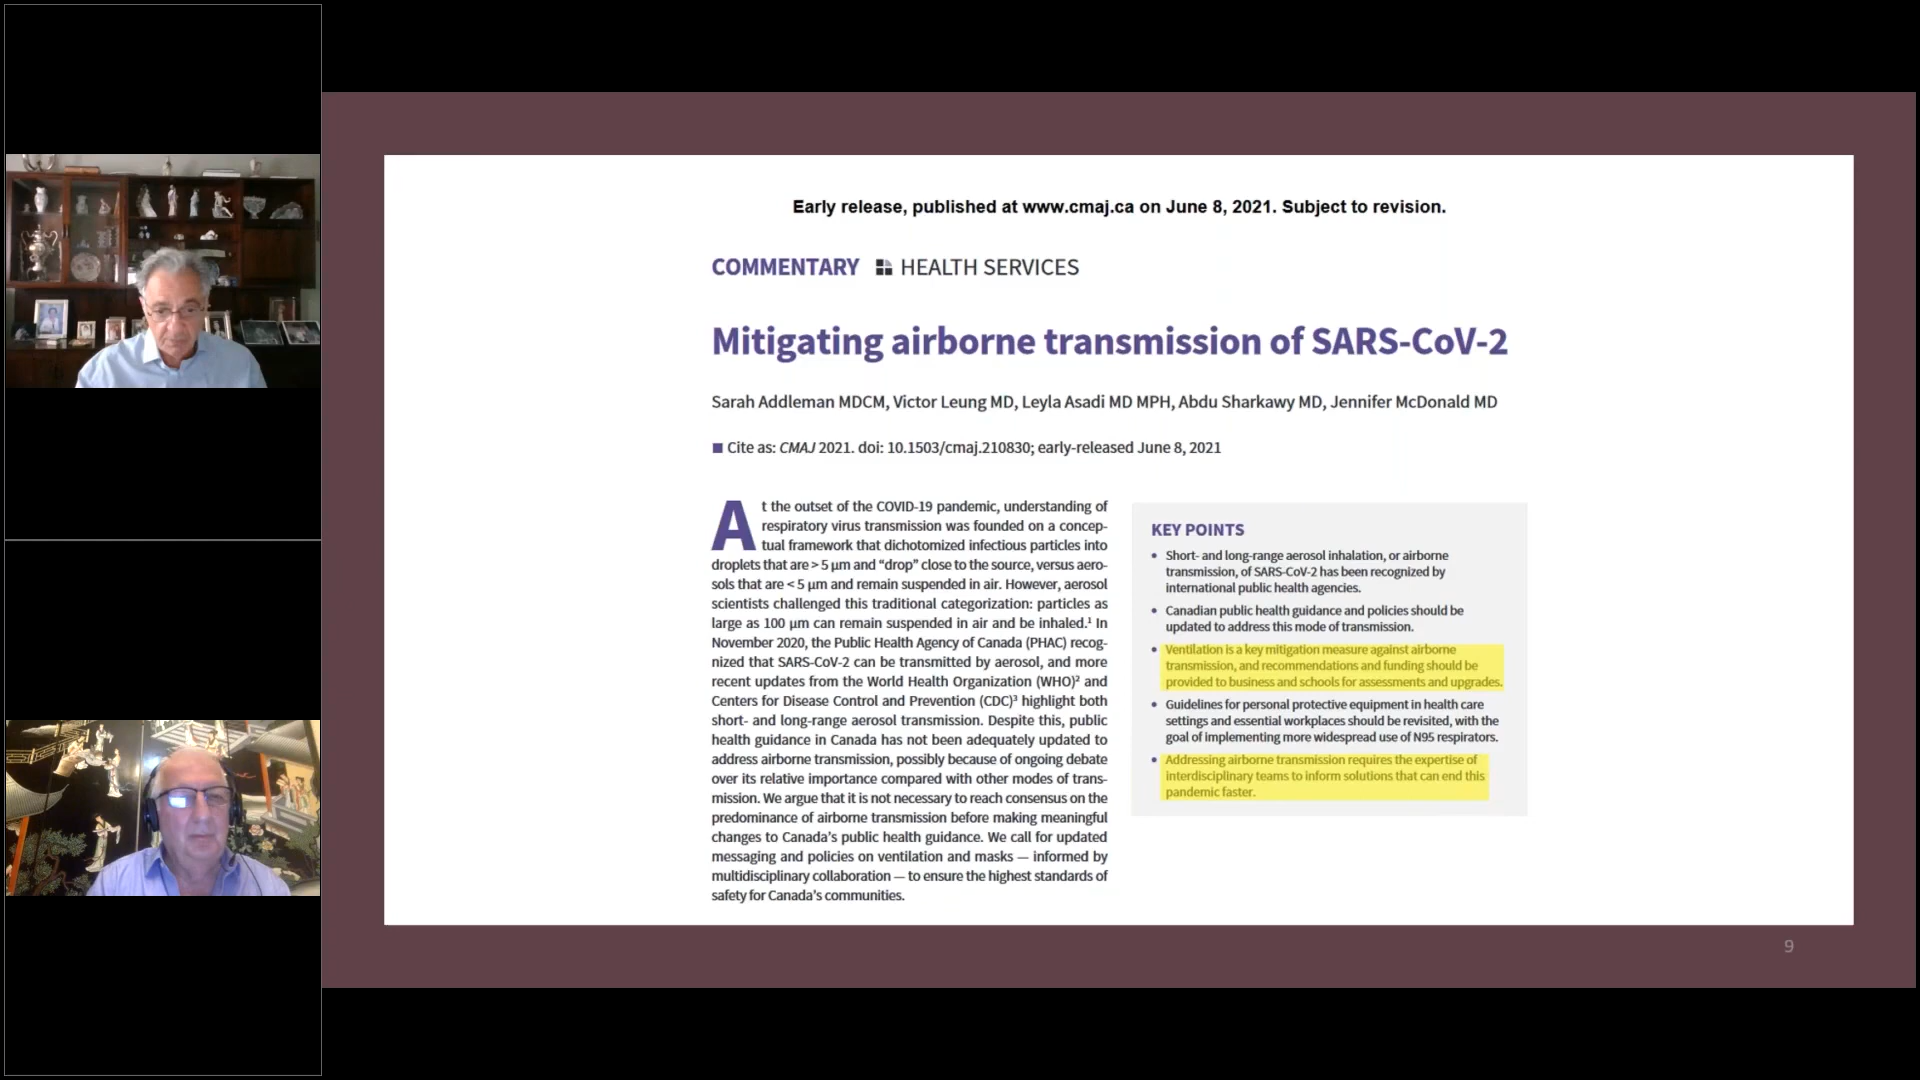 Early release, published at www.cmaj.ca on June 8, 2021. Subject to revision.
COMMENTARY HEALTH SERVICES
Mitigating airborne transmission of SARS-CoV-2
Sarah Addleman MDCM, Victor Leung MD, Leyla Asadi MD MPH, Abdu Sharkawy MD, Jennifer McDonald MD
■ Cite as: CMAJ 2021. doi: 10.1503/cmaj.210830; early-released June 8, 2021
At the outset of the COVID-19 pandemic, understanding of
respiratory virus transmission was founded on a concep-
tual framework that dichotomized infectious particles into
droplets that are > 5 μm and “drop” close to the source, versus aero-
sols that are < 5 μm and remain suspended in air. However, aerosol
scientists challenged this traditional categorization: particles as
large as 100 μm can remain suspended in air and be inhaled.¹ In
November 2020, the Public Health Agency of Canada (PHAC) recog-
nized that SARS-CoV-2 can be transmitted by aerosol, and more
recent updates from the World Health Organization (WHO)² and
Centers for Disease Control and Prevention (CDC)³ highlight both
short- and long-range aerosol transmission. Despite this, public
health guidance in Canada has not been adequately updated to
address airborne transmission, possibly because of ongoing debate
over its relative importance compared with other modes of trans-
mission. We argue that it is not necessary to reach consensus on the
predominance of airborne transmission before making meaningful
changes to Canada’s public health guidance. We call for updated
messaging and policies on ventilation and masks — informed by
multidisciplinary collaboration — to ensure the highest standards of
safety for Canada’s communities.
KEY POINTS
• Short- and long-range aerosol inhalation, or airborne
transmission, of SARS-CoV-2 has been recognized by
international public health agencies.
• Canadian public health guidance and policies should be
updated to address this mode of transmission.
• Ventilation is a key mitigation measure against airborne
transmission, and recommendations and funding should be
provided to business and schools for assessments and upgrades.
• Guidelines for personal protective equipment in health care
settings and essential workplaces should be revisited, with the
goal of implementing more widespread use of N95 respirators.
• Addressing airborne transmission requires the expertise of
interdisciplinary teams to inform solutions that can end this
pandemic faster.
9